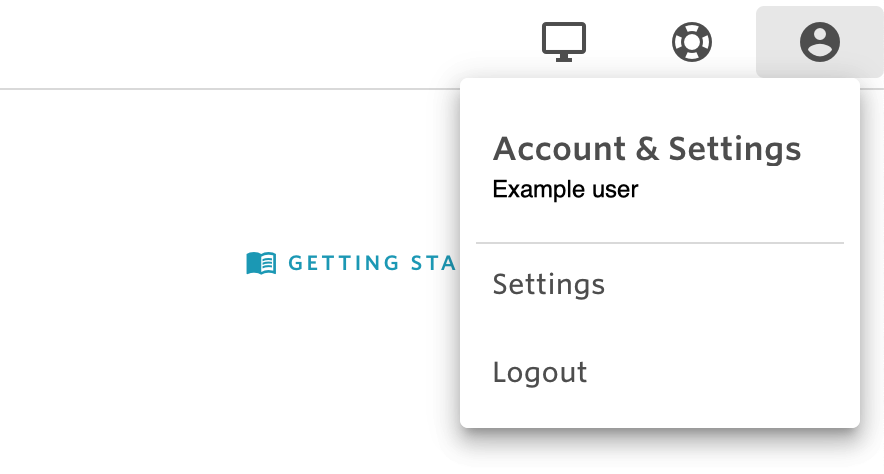 Account & Settings
Example user
GETTING STA
Settings
Logout